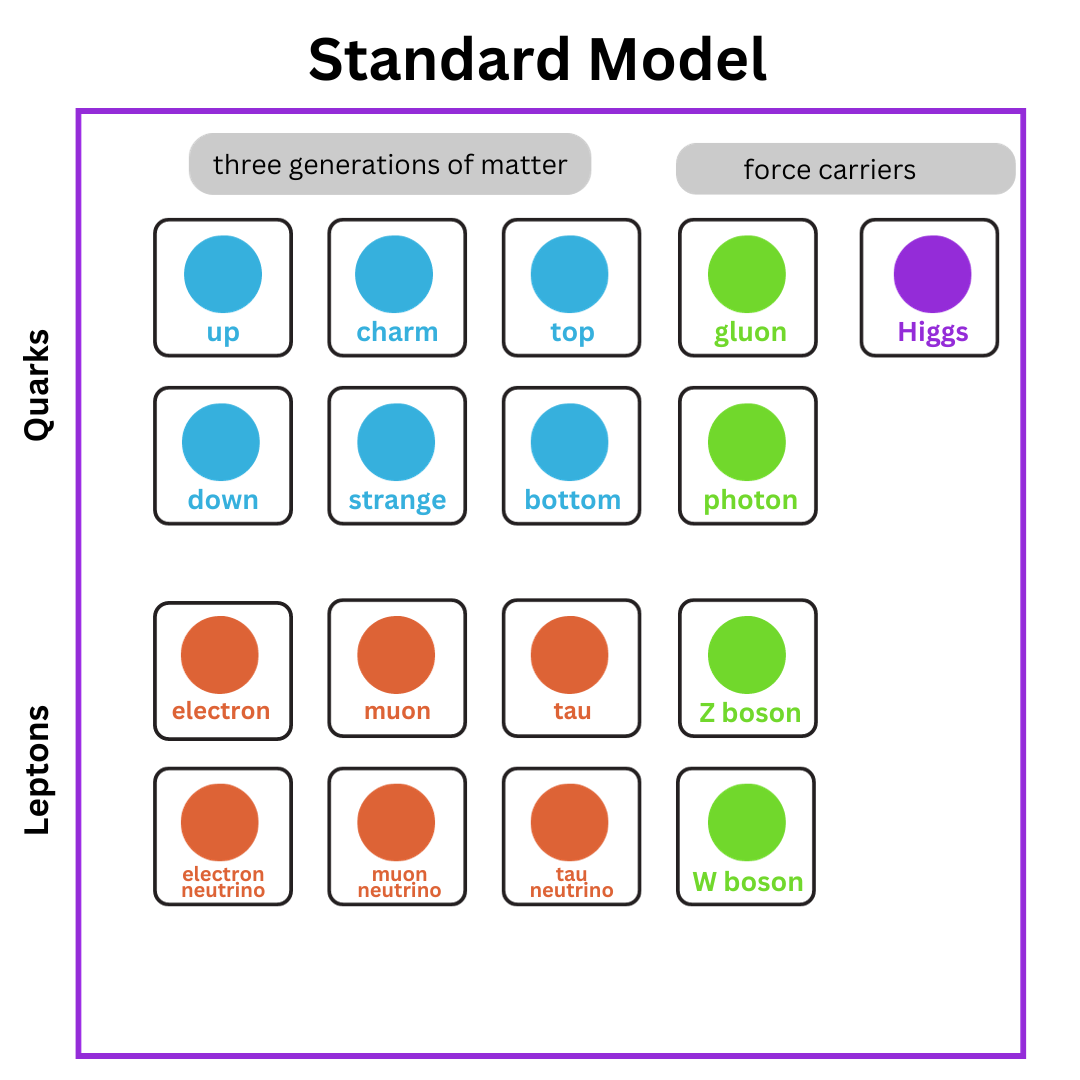 Standard Model
three generations of matter
force carriers
Quarks
up
charm
top
gluon
Higgs
down
strange
bottom
photon
Leptons
electron
muon
tau
Z boson
electron
neutrino
muon
neutrino
tau
neutrino
W boson